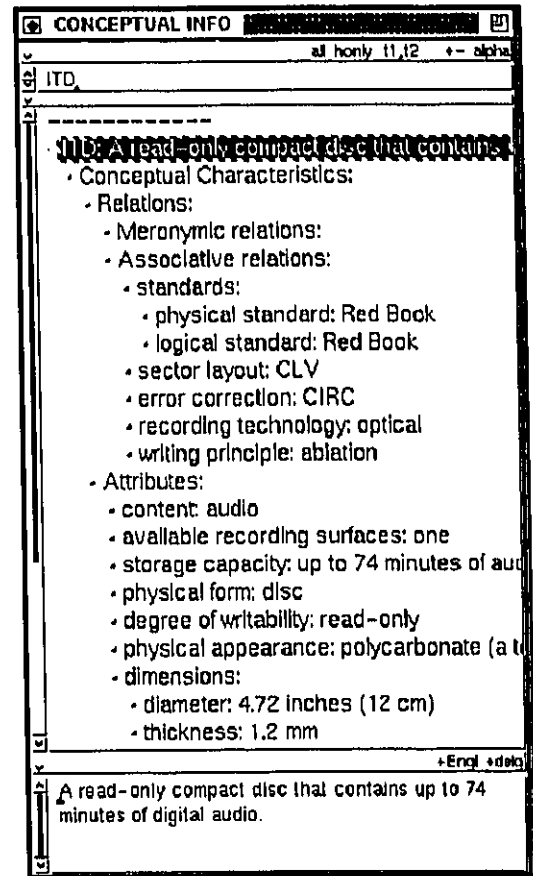 CONCEPTUAL INFO
all honly t1,t2 +- alpha
ITD
------------
ITD: A read-only compact disc that contains
· Conceptual Characteristics:
· Relations:
· Meronymic relations:
· Associative relations:
· standards:
· physical standard: Red Book
· logical standard: Red Book
· sector layout: CLV
· error correction: CIRC
· recording technology: optical
· writing principle: ablation
· Attributes:
· content: audio
· available recording surfaces: one
· storage capacity: up to 74 minutes of aud
· physical form: disc
· degree of writability: read-only
· physical appearance: polycarbonate (a t
· dimensions:
· diameter: 4.72 inches (12 cm)
· thickness: 1.2 mm
+Engl +delq
A read-only compact disc that contains up to 74
minutes of digital audio.